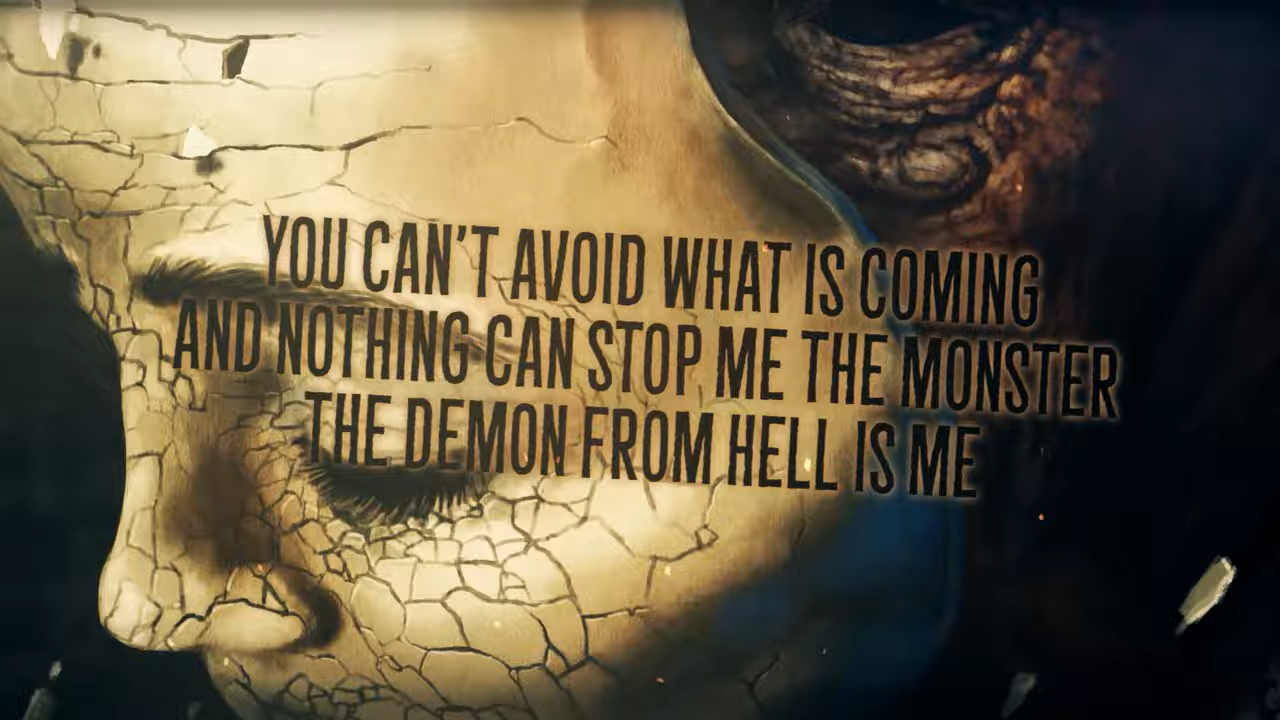 YOU CAN'T AVOID WHAT IS COMING
AND NOTHING CAN STOP ME THE MONSTER
THE DEMON FROM HELL IS ME